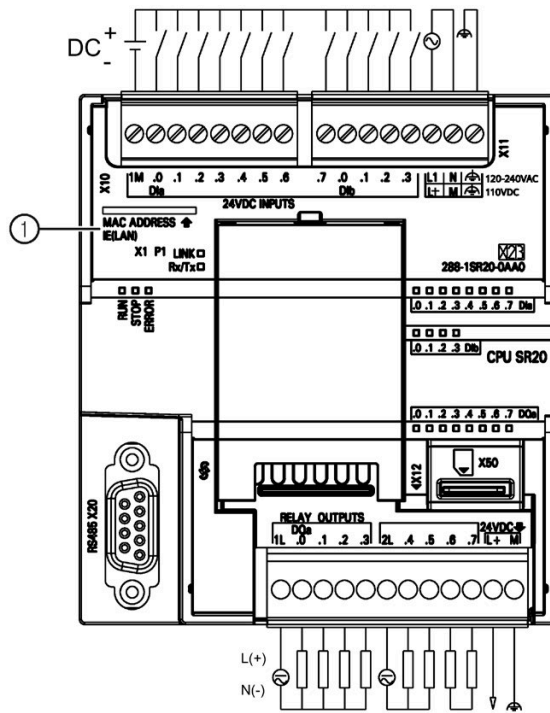 DC + -
X10
X11
1M .0 .1 .2 .3 .4 .5 .6 .7 .0 .1 .2 .3 L1 N 120-240VAC
DIa DIb L+ M 110VDC
24VDC INPUTS
1
MAC ADDRESS
IE(LAN)
X1 P1 LINK
Rx/Tx
X2 3
288-1SR20-0AA0
RUN
STOP
ERROR
.0 .1 .2 .3 .4 .5 .6 .7 DIa
.0 .1 .2 .3 DIb
CPU SR20
.0 .1 .2 .3 .4 .5 .6 .7 DQa
X12
X50
RS485 X20
RELAY OUTPUTS
DQa 24VDC
1L .0 .1 .2 .3 2L .4 .5 .6 .7 L+ M
L(+)
N(-)